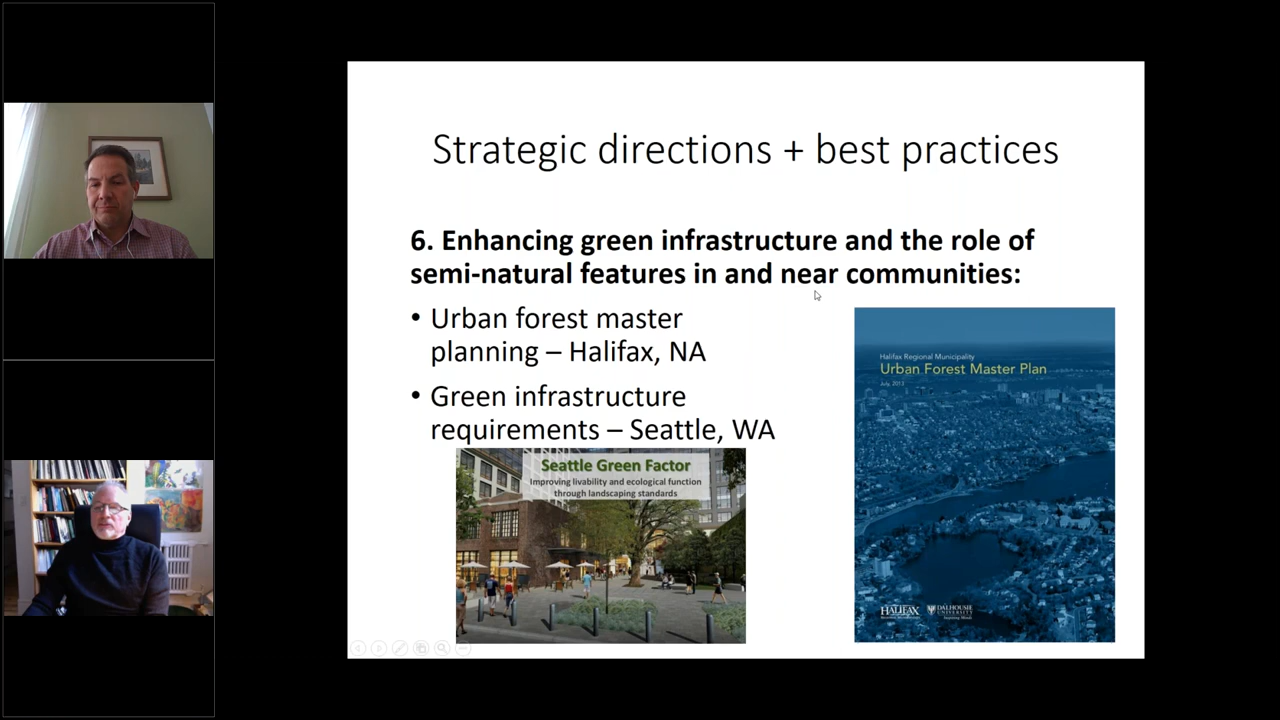 Strategic directions + best practices
6. Enhancing green infrastructure and the role of
semi-natural features in and near communities:
• Urban forest master
planning – Halifax, NA
• Green infrastructure
requirements – Seattle, WA
Seattle Green Factor
Improving livability and ecological function
through landscaping standards
Halifax Regional Municipality
Urban Forest Master Plan
July, 2013
HALIFAX
DALHOUSIE
UNIVERSITY
Inspiring Minds